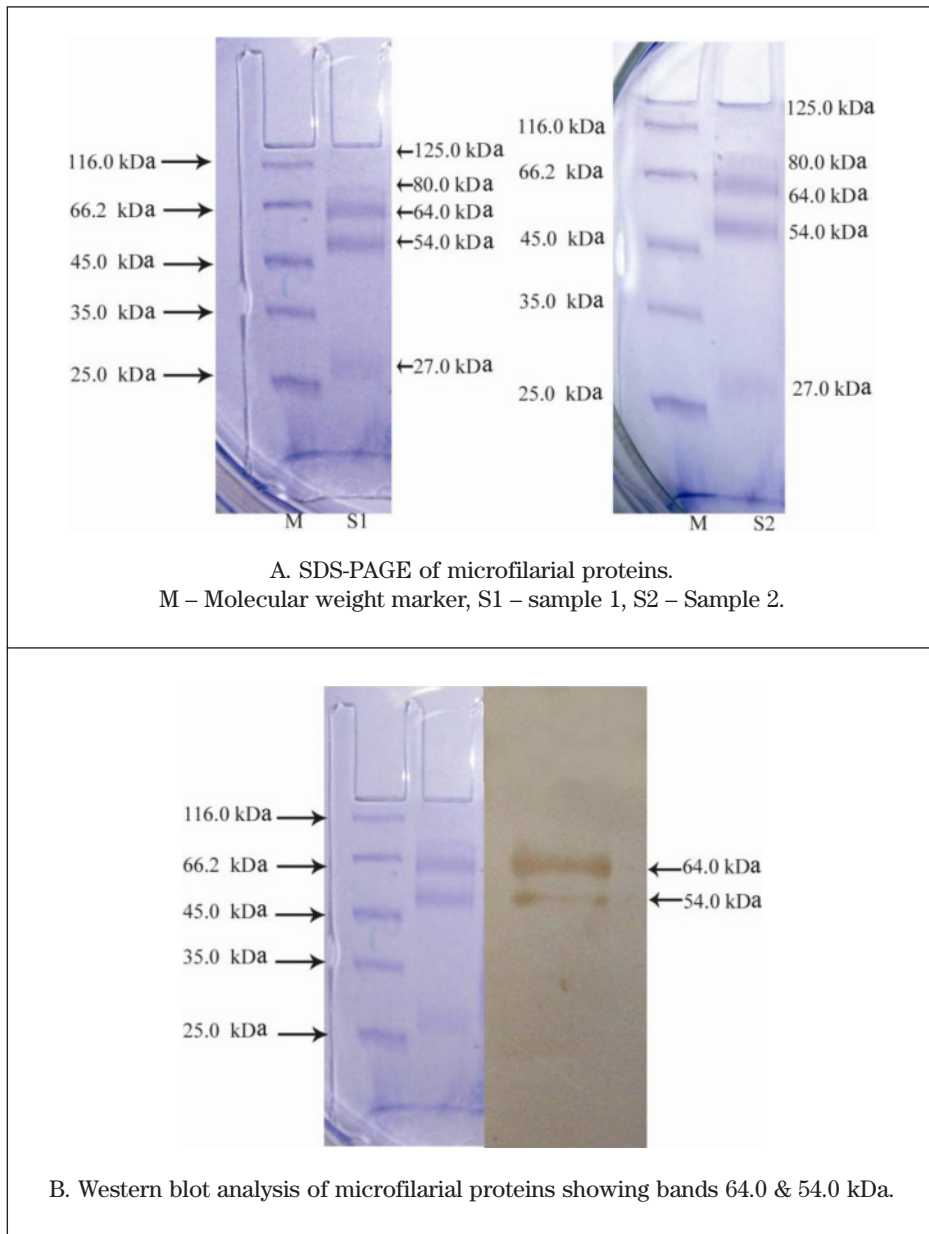 116.0 kDa
66.2 kDa
45.0 kDa
35.0 kDa
25.0 kDa
125.0 kDa
80.0 kDa
64.0 kDa
54.0 kDa
27.0 kDa
M S1
116.0 kDa
66.2 kDa
45.0 kDa
35.0 kDa
25.0 kDa
125.0 kDa
80.0 kDa
64.0 kDa
54.0 kDa
27.0 kDa
M S2
A. SDS-PAGE of microfilarial proteins.
M – Molecular weight marker, S1 – sample 1, S2 – Sample 2.
116.0 kDa
66.2 kDa
45.0 kDa
35.0 kDa
25.0 kDa
64.0 kDa
54.0 kDa
B. Western blot analysis of microfilarial proteins showing bands 64.0 & 54.0 kDa.